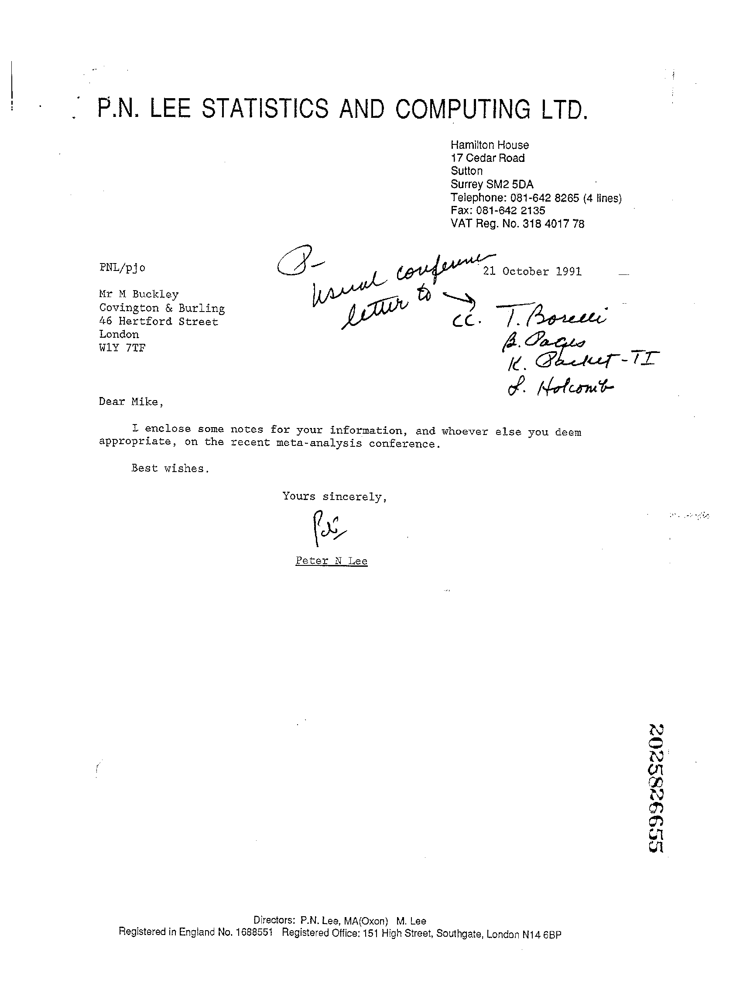 P.N. LEE STATISTICS AND COMPUTING LTD.
Hamilton House
17 Cedar Road
Sutton
Surrey SM2 5DA
Telephone: 081-642 8265 (4 lines)
Fax: 081-642 2135
VAT Reg. No. 318 4017 78
PNL/pjo
21 October 1991
P-
usual conference
letter to
cc. T. Borelli
B. Pages
K. Packet-TI
L. Holcomb
Mr M Buckley
Covington & Burling
46 Hertford Street
London
W1Y 7TF
Dear Mike,
I enclose some notes for your information, and whoever else you deem
appropriate, on the recent meta-analysis conference.
Best wishes.
Yours sincerely,
Peter N Lee
2025826655
Directors: P.N. Lee, MA(Oxon) M. Lee
Registered in England No. 1688551 Registered Office: 151 High Street, Southgate, London N14 6BP